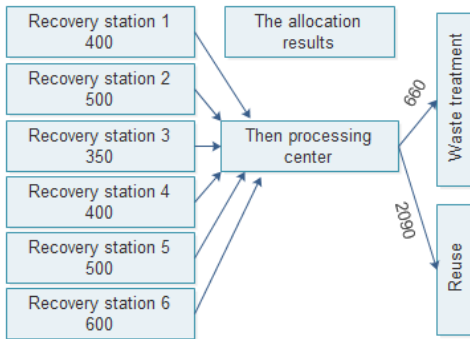 Recovery station 1
400
Recovery station 2
500
Recovery station 3
350
Recovery station 4
400
Recovery station 5
500
Recovery station 6
600
The allocation
results
Then processing
center
660
2090
Waste treatment
Reuse